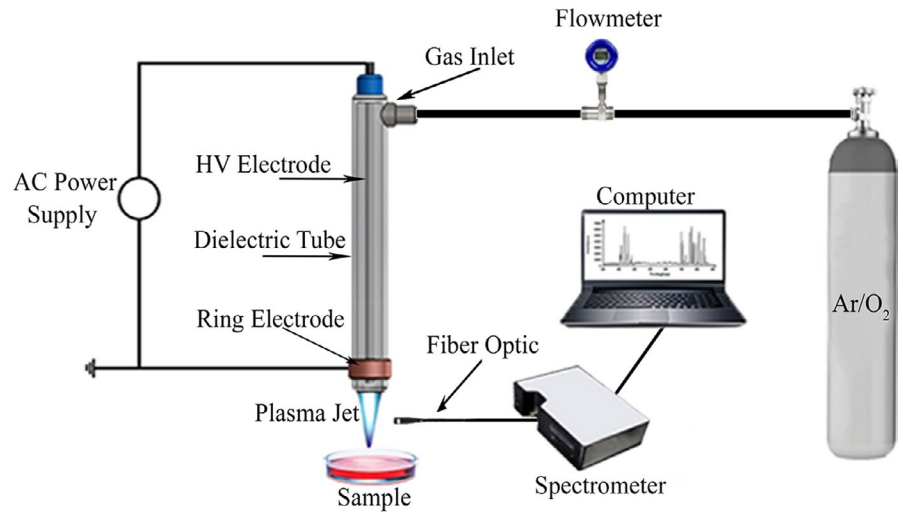 Flowmeter
Gas Inlet
HV Electrode
AC Power
Supply
Computer
Dielectric Tube
Ring Electrode
Ar/O₂
Fiber Optic
Plasma Jet
Sample
Spectrometer